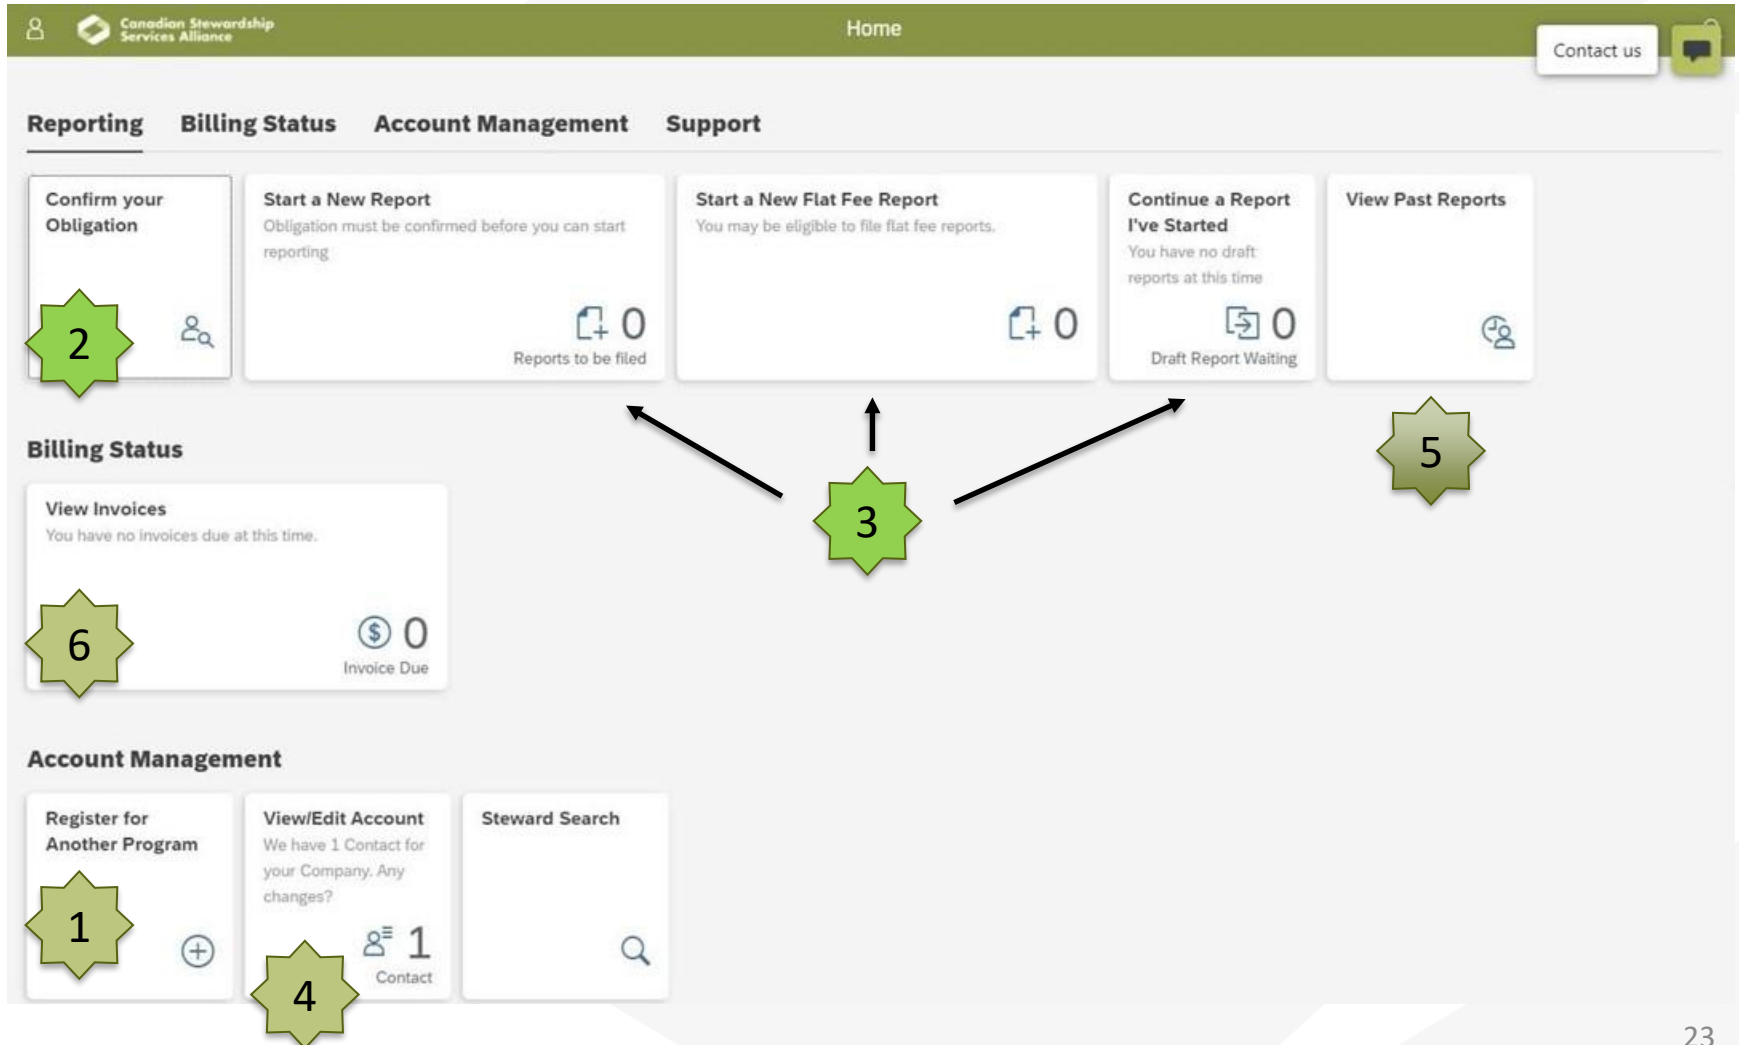 Canadian Stewardship
Services Alliance
Home
Contact us
Reporting Billing Status Account Management Support
Confirm your
Obligation
2
Start a New Report
Obligation must be confirmed before you can start
reporting
0
Reports to be filed
Start a New Flat Fee Report
You may be eligible to file flat fee reports.
0
Continue a Report
I've Started
You have no draft
reports at this time
0
Draft Report Waiting
View Past Reports
5
3
Billing Status
View Invoices
You have no invoices due at this time.
6
$ 0
Invoice Due
Account Management
Register for
Another Program
1
View/Edit Account
We have 1 Contact for
your Company. Any
changes?
1
Contact
4
Steward Search
23